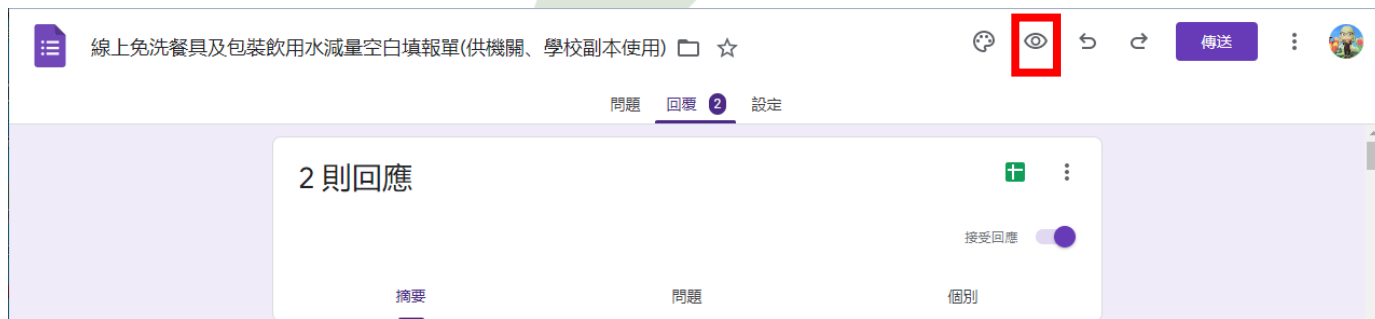 線上免洗餐具及包裝飲用水減量空白填報單(供機關、學校副本使用)
傳送
問題 回覆 2 設定
2 則回應
接受回應
摘要 問題 個別